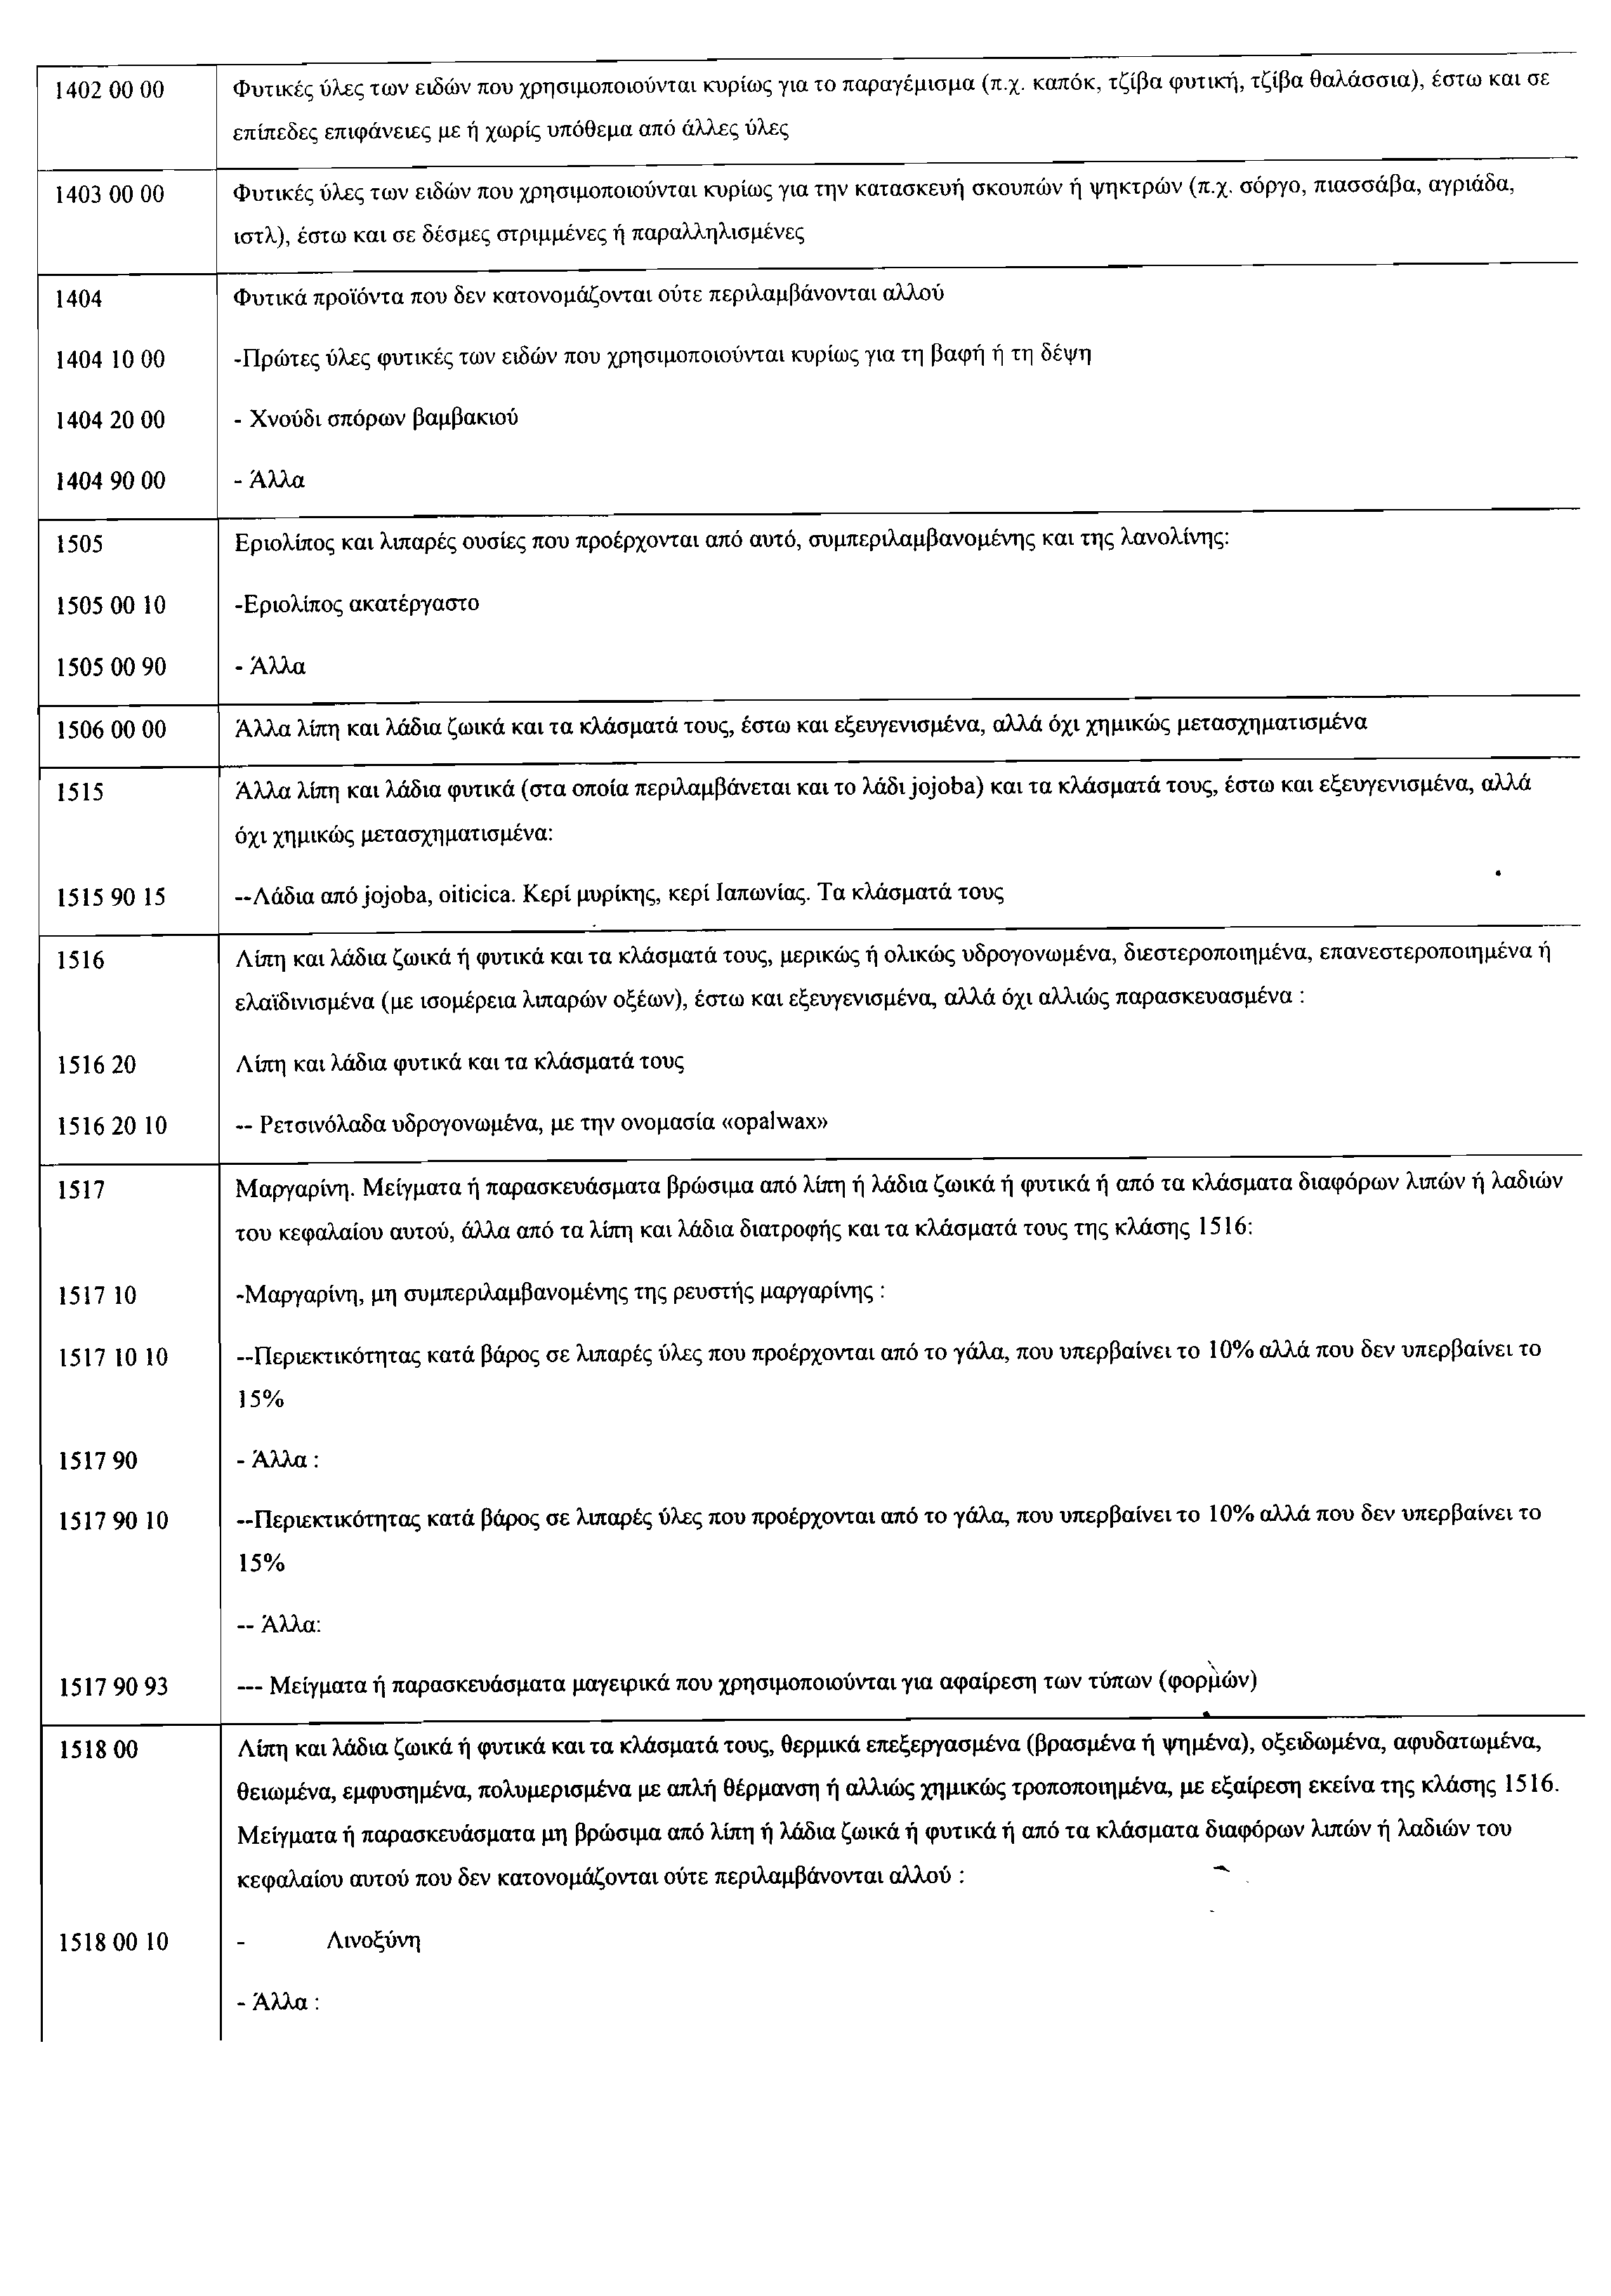 1402 00 00 Φυτικές ύλες των ειδών που χρησιμοποιούνται κυρίως για το παραγέμισμα (π.χ. καπόκ, τζίβα φυτική, τζίβα θαλάσσια), έστω και σε
επίπεδες επιφάνειες με ή χωρίς υπόθεμα από άλλες ύλες
1403 00 00 Φυτικές ύλες των ειδών που χρησιμοποιούνται κυρίως για την κατασκευή σκουπών ή ψηκτρών (π.χ. σόργο, πιασσάβα, αγριάδα,
ιστλ), έστω και σε δέσμες στριμμένες ή παραλληλισμένες
1404 Φυτικά προϊόντα που δεν κατονομάζονται ούτε περιλαμβάνονται αλλού
1404 10 00 -Πρώτες ύλες φυτικές των ειδών που χρησιμοποιούνται κυρίως για τη βαφή ή τη δέψη
1404 20 00 - Χνούδι σπόρων βαμβακιού
1404 90 00 - Άλλα
1505 Εριολίπος και λιπαρές ουσίες που προέρχονται από αυτό, συμπεριλαμβανομένης και της λανολίνης:
1505 00 10 -Εριολίπος ακατέργαστο
1505 00 90 - Άλλα
1506 00 00 Άλλα λίπη και λάδια ζωικά και τα κλάσματά τους, έστω και εξευγενισμένα, αλλά όχι χημικώς μετασχηματισμένα
1515 Άλλα λίπη και λάδια φυτικά (στα οποία περιλαμβάνεται και το λάδι jojoba) και τα κλάσματά τους, έστω και εξευγενισμένα, αλλά
όχι χημικώς μετασχηματισμένα:
1515 90 15 --Λάδια από jojoba, oiticica. Κερί μυρίκης, κερί Ιαπωνίας. Τα κλάσματά τους
1516 Λίπη και λάδια ζωικά ή φυτικά και τα κλάσματά τους, μερικώς ή ολικώς υδρογονωμένα, διεστεροποιημένα, επανεστεροποιημένα ή
ελαϊδινισμένα (με ισομέρεια λιπαρών οξέων), έστω και εξευγενισμένα, αλλά όχι αλλιώς παρασκευασμένα :
1516 20 Λίπη και λάδια φυτικά και τα κλάσματά τους
1516 20 10 -- Ρετσινόλαδα υδρογονωμένα, με την ονομασία «opalwax»
1517 Μαργαρίνη. Μείγματα ή παρασκευάσματα βρώσιμα από λίπη ή λάδια ζωικά ή φυτικά ή από τα κλάσματα διαφόρων λιπών ή λαδιών
του κεφαλαίου αυτού, άλλα από τα λίπη και λάδια διατροφής και τα κλάσματά τους της κλάσης 1516:
1517 10 -Μαργαρίνη, μη συμπεριλαμβανομένης της ρευστής μαργαρίνης :
1517 10 10 --Περιεκτικότητας κατά βάρος σε λιπαρές ύλες που προέρχονται από το γάλα, που υπερβαίνει το 10% αλλά που δεν υπερβαίνει το
15%
1517 90 - Άλλα :
1517 90 10 --Περιεκτικότητας κατά βάρος σε λιπαρές ύλες που προέρχονται από το γάλα, που υπερβαίνει το 10% αλλά που δεν υπερβαίνει το
15%
-- Άλλα:
1517 90 93 --- Μείγματα ή παρασκευάσματα μαγειρικά που χρησιμοποιούνται για αφαίρεση των τύπων (φορμών)
1518 00 Λίπη και λάδια ζωικά ή φυτικά και τα κλάσματά τους, θερμικά επεξεργασμένα (βρασμένα ή ψημένα), οξειδωμένα, αφυδατωμένα,
θειωμένα, εμφυσημένα, πολυμερισμένα με απλή θέρμανση ή αλλιώς χημικώς τροποποιημένα, με εξαίρεση εκείνα της κλάσης 1516.
Μείγματα ή παρασκευάσματα μη βρώσιμα από λίπη ή λάδια ζωικά ή φυτικά ή από τα κλάσματα διαφόρων λιπών ή λαδιών του
κεφαλαίου αυτού που δεν κατονομάζονται ούτε περιλαμβάνονται αλλού :
1518 00 10 - Λινοξύνη
- Άλλα :